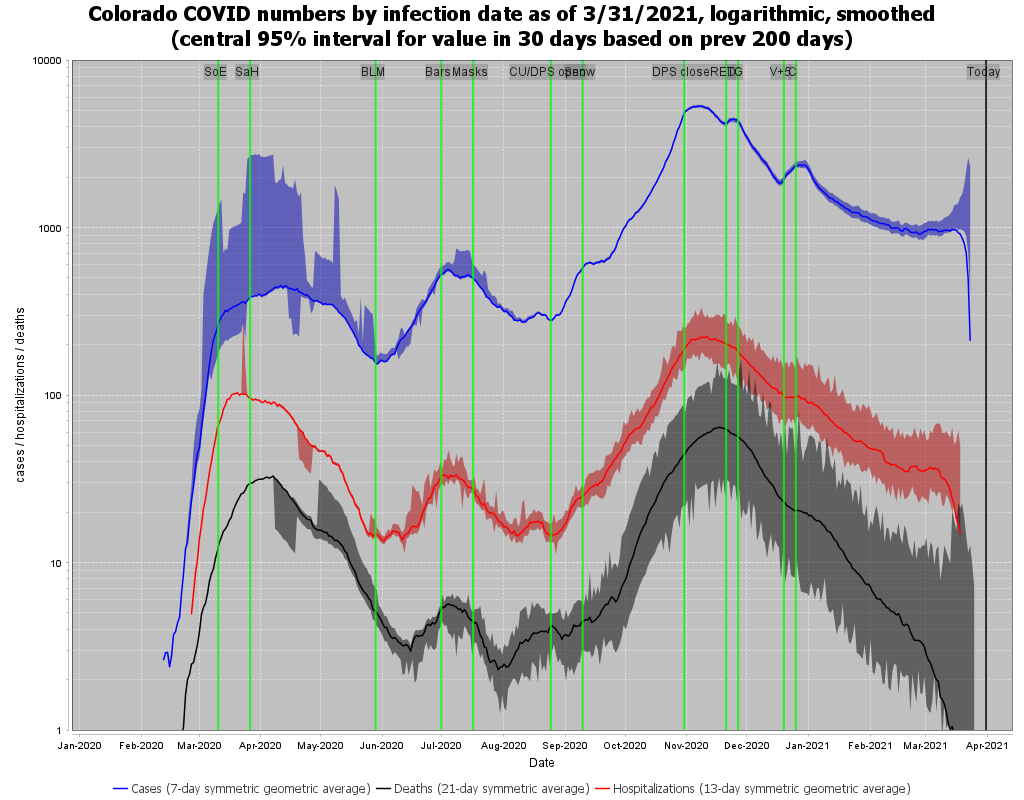 Colorado COVID numbers by infection date as of 3/31/2021, logarithmic, smoothed
(central 95% interval for value in 30 days based on prev 200 days)
SoE SaH BLM Bars Masks CU/DPS open DPS close Today
10000
1000
100
10
1
cases / hospitalizations / deaths
Jan-2020 Feb-2020 Mar-2020 Apr-2020 May-2020 Jun-2020 Jul-2020 Aug-2020 Sep-2020 Oct-2020 Nov-2020 Dec-2020 Jan-2021 Feb-2021 Mar-2021 Apr-2021
Date
Cases (7-day symmetric geometric average) Deaths (21-day symmetric average) Hospitalizations (13-day symmetric geometric average)